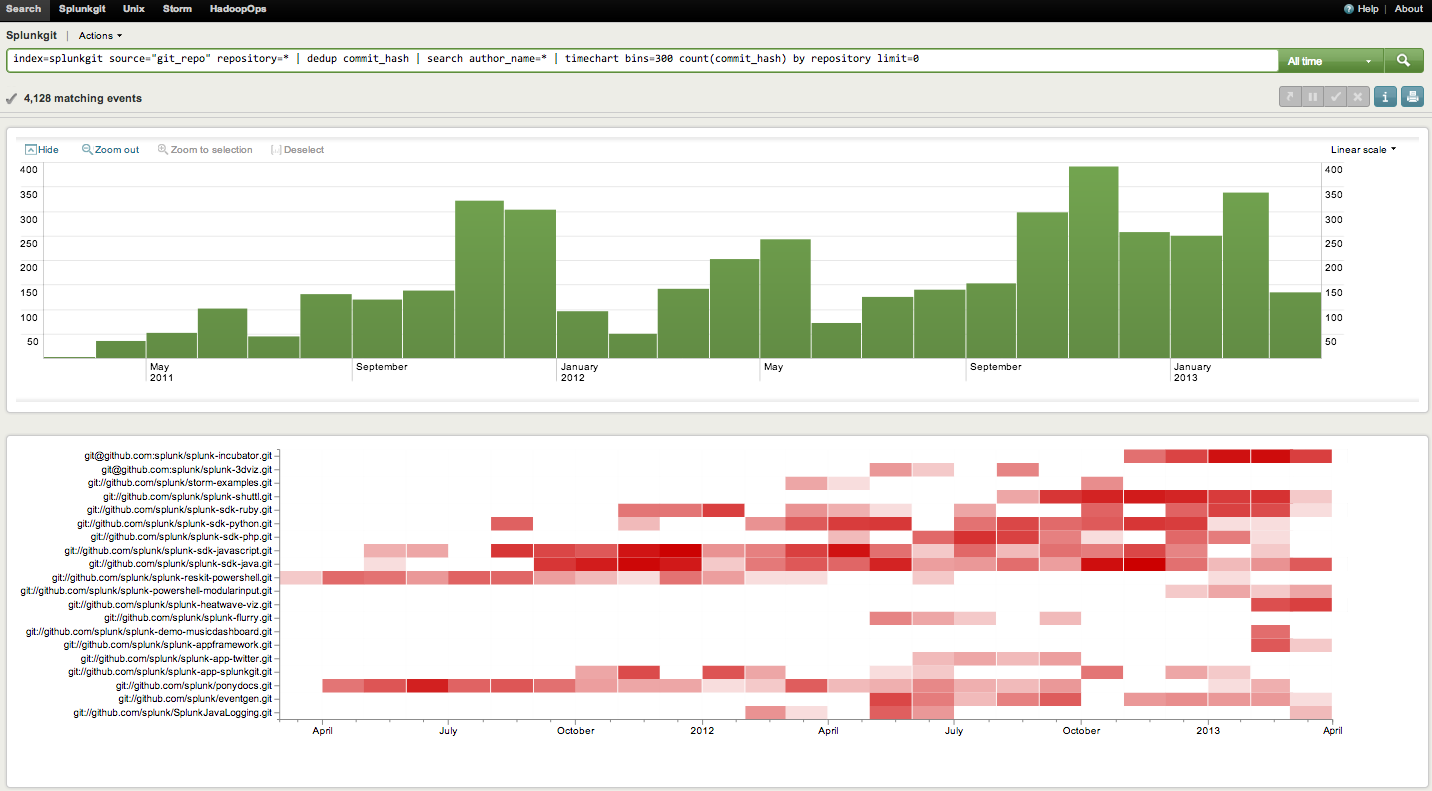 Search Splunkgit Unix Storm HadoopOps Help | About
Splunkgit | Actions
index=splunkgit source="git_repo" repository=* | dedup commit_hash | search author_name=* | timechart bins=300 count(commit_hash) by repository limit=0 All time
4,128 matching events
Hide Zoom out Zoom to selection Deselect Linear scale
400 400
350 350
300 300
250 250
200 200
150 150
100 100
50 50
May September January May September January
2011 2012 2013
git@github.com:splunk/splunk-incubator.git
git@github.com:splunk/splunk-3dviz.git
git://github.com/splunk/storm-examples.git
git://github.com/splunk/splunk-shuttl.git
git://github.com/splunk/splunk-sdk-ruby.git
git://github.com/splunk/splunk-sdk-python.git
git://github.com/splunk/splunk-sdk-php.git
git://github.com/splunk/splunk-sdk-javascript.git
git://github.com/splunk/splunk-sdk-java.git
git://github.com/splunk/splunk-reskit-powershell.git
git://github.com/splunk/splunk-powershell-modularinput.git
git://github.com/splunk/splunk-heatwave-viz.git
git://github.com/splunk/splunk-flurry.git
git://github.com/splunk/splunk-demo-musicdashboard.git
git://github.com/splunk/splunk-appframework.git
git://github.com/splunk/splunk-app-twitter.git
git://github.com/splunk/splunk-app-splunkgit.git
git://github.com/splunk/ponydocs.git
git://github.com/splunk/eventgen.git
git://github.com/splunk/SplunkJavaLogging.git
April July October 2012 April July October 2013 April